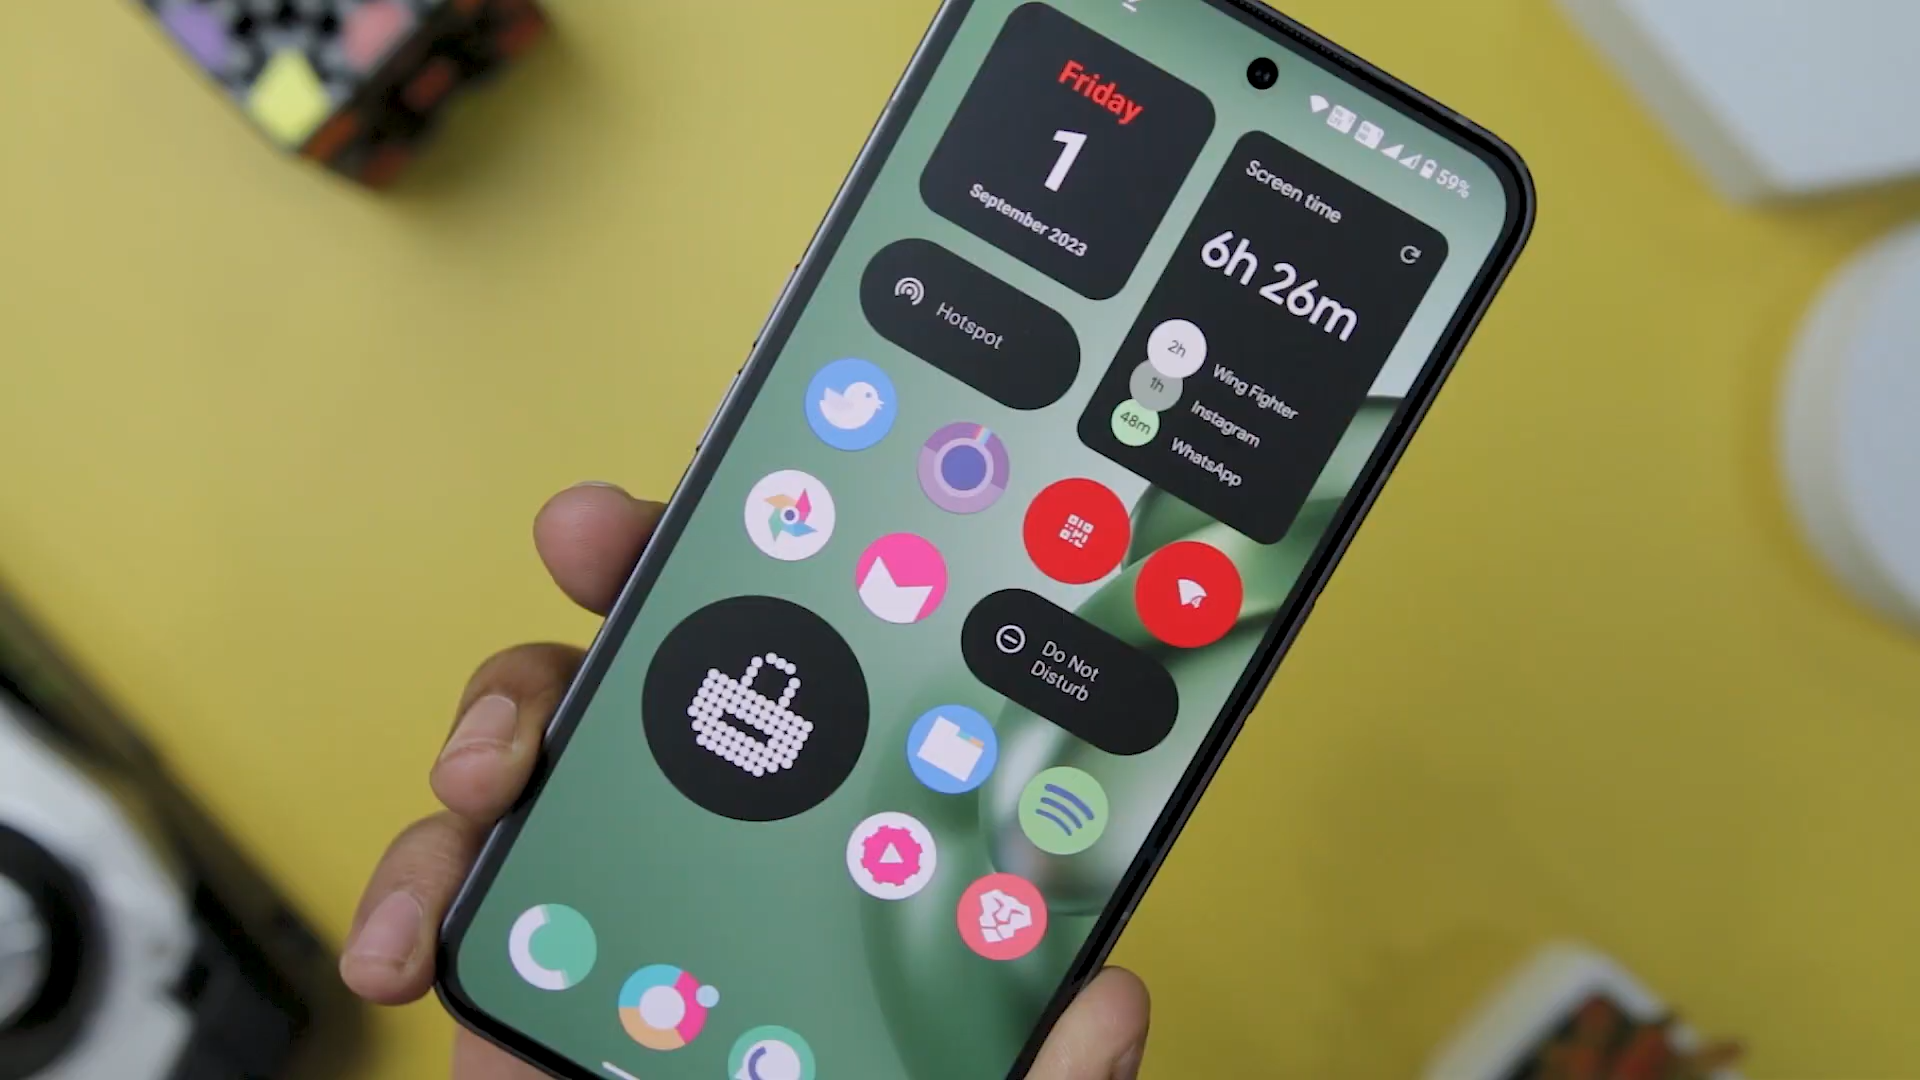 59%
Friday
1
September 2023
Screen time
6h 26m
2h
Wing Fighter
1h
Instagram
48m
WhatsApp
Hotspot
Do Not
Disturb